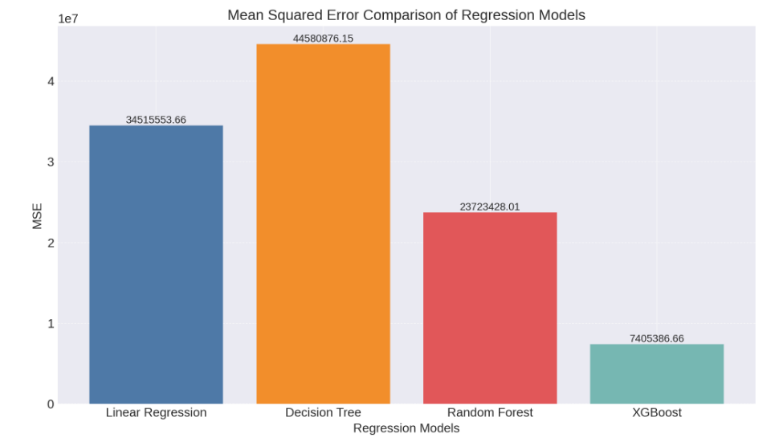 Mean Squared Error Comparison of Regression Models
1e7
44580876.15
4
34515553.66
3
23723428.01
MSE
2
1
7405386.66
0
Linear Regression Decision Tree Random Forest XGBoost
Regression Models